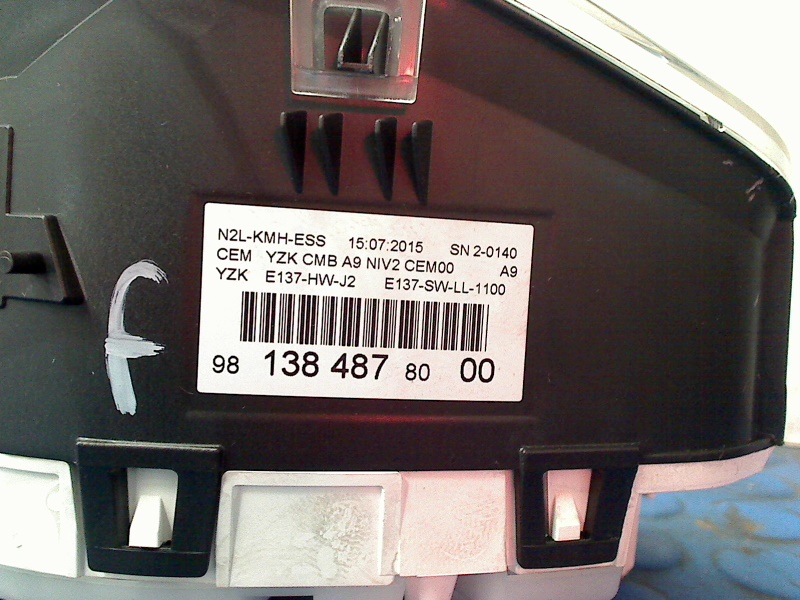 N2L-KMH-ESS 15:07:2015 SN 2-0140
CEM YZK CMB A9 NIV2 CEM00 A9
YZK E137-HW-J2 E137-SW-LL-1100
98 138 487 80 00
f